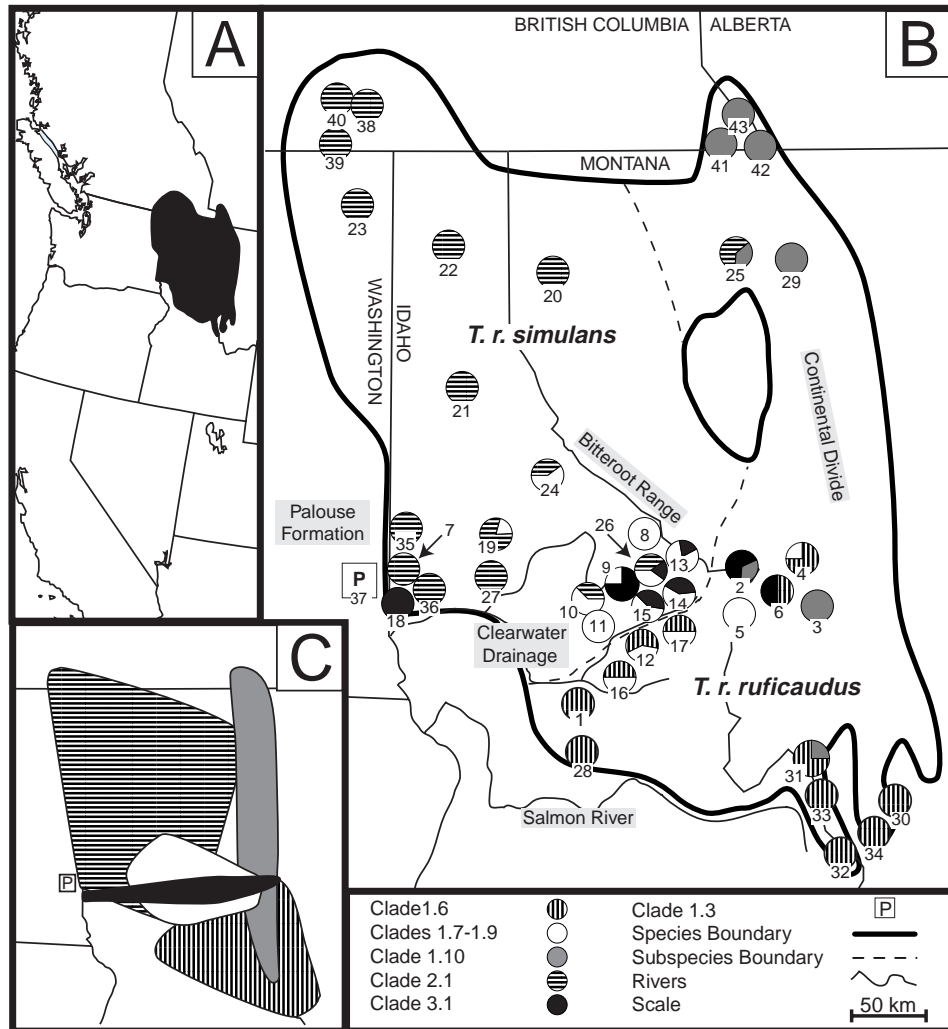 A
B
BRITISH COLUMBIA
ALBERTA
40
38
39
43
41
42
MONTANA
23
22
20
25
29
WASHINGTON
IDAHO
T. r. simulans
21
Continental Divide
Bitteroot Range
24
Palouse
Formation
7
35
19
26
8
13
P
37
9
2
4
18
36
27
10
15
14
6
3
11
5
Clearwater
Drainage
12
17
16
T. r. ruficaudus
1
28
31
33
30
Salmon River
34
32
C
P
Clade1.6
Clades 1.7-1.9
Clade 1.10
Clade 2.1
Clade 3.1
Clade 1.3
P
Species Boundary
Subspecies Boundary
Rivers
Scale
50 km